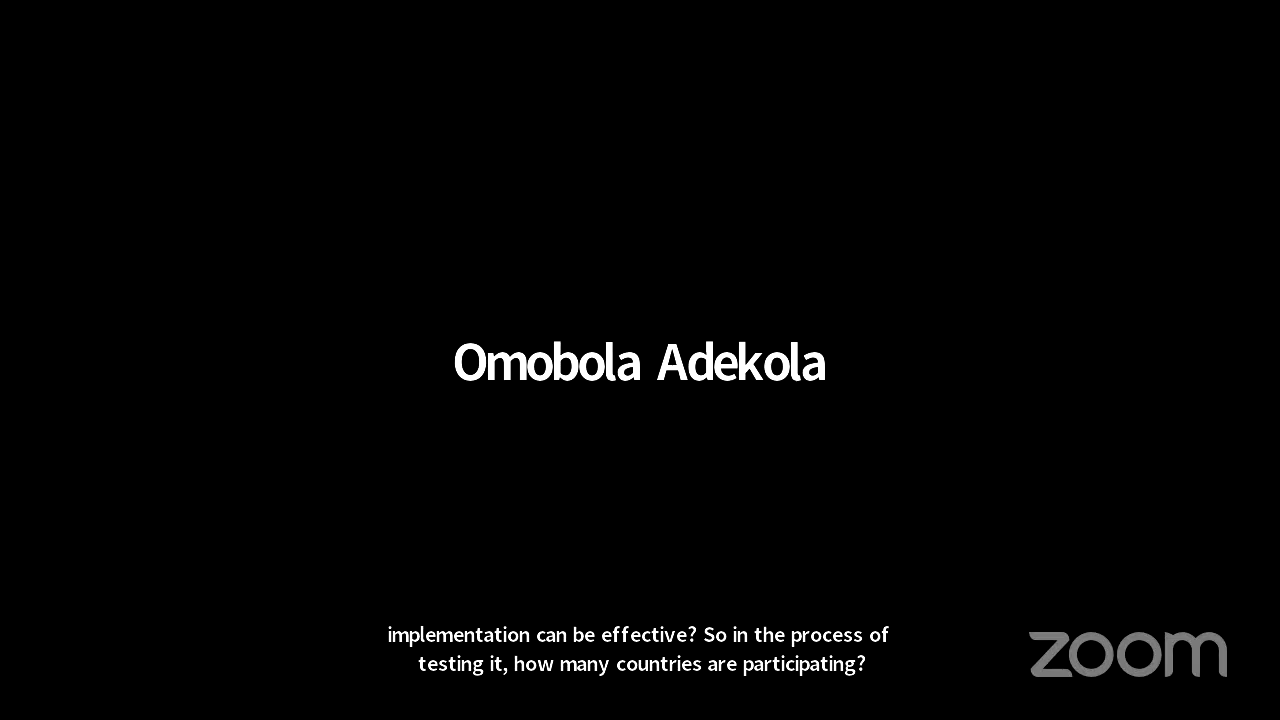 Omobola Adekola
implementation can be effective? So in the process of
testing it, how many countries are participating?
zoom